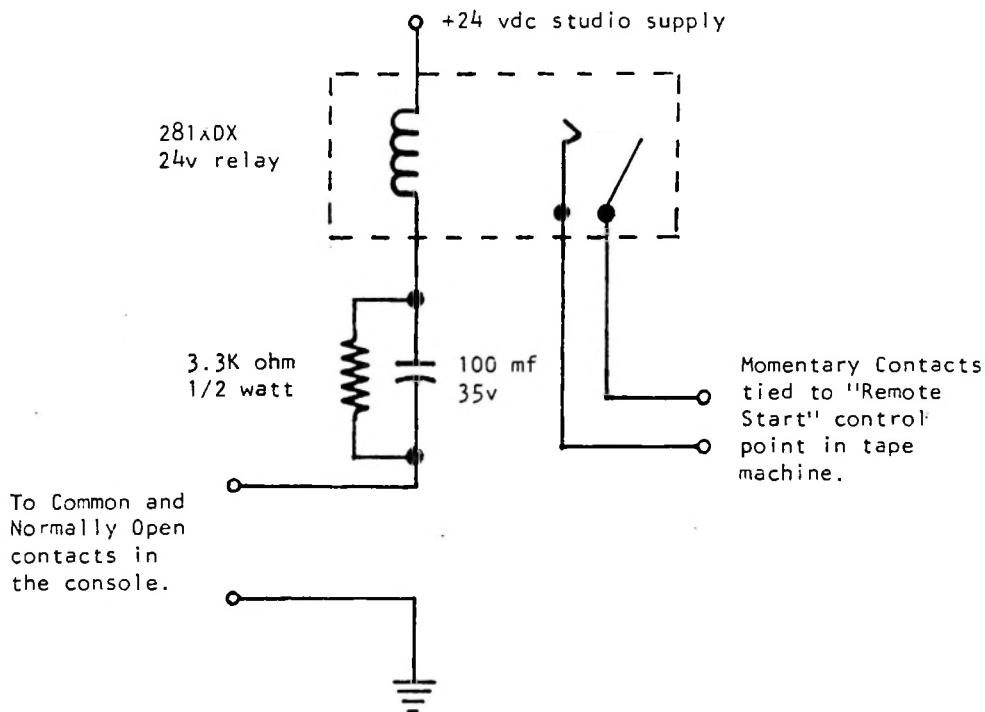 +24 vdc studio supply
281xDX
24v relay
3.3K ohm
1/2 watt
100 mf
35v
Momentary Contacts
tied to "Remote
Start" control
point in tape
machine.
To Common and
Normally Open
contacts in
the console.